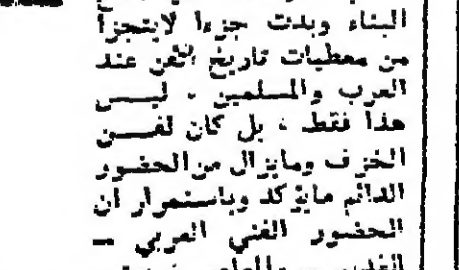 البناء وبدت جزءا لايتجزأ
من معطيات تاريخ الفن عند
العرب والمسلمين ، ليس
هذا فقط ، بل كان لفن
الخزف ومايزال من الحضور
الدائم مايؤكد وباستمرار ان
الحضور الفني العربي ــ